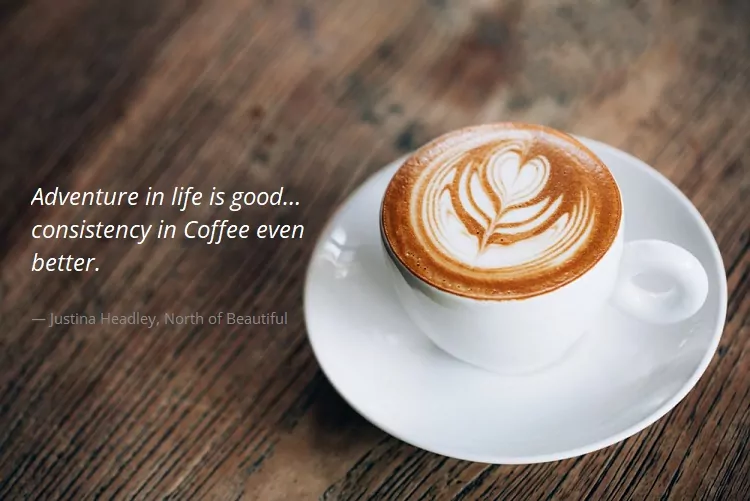 Adventure in life is good...
consistency in Coffee even
better.
— Justina Headley, North of Beautiful